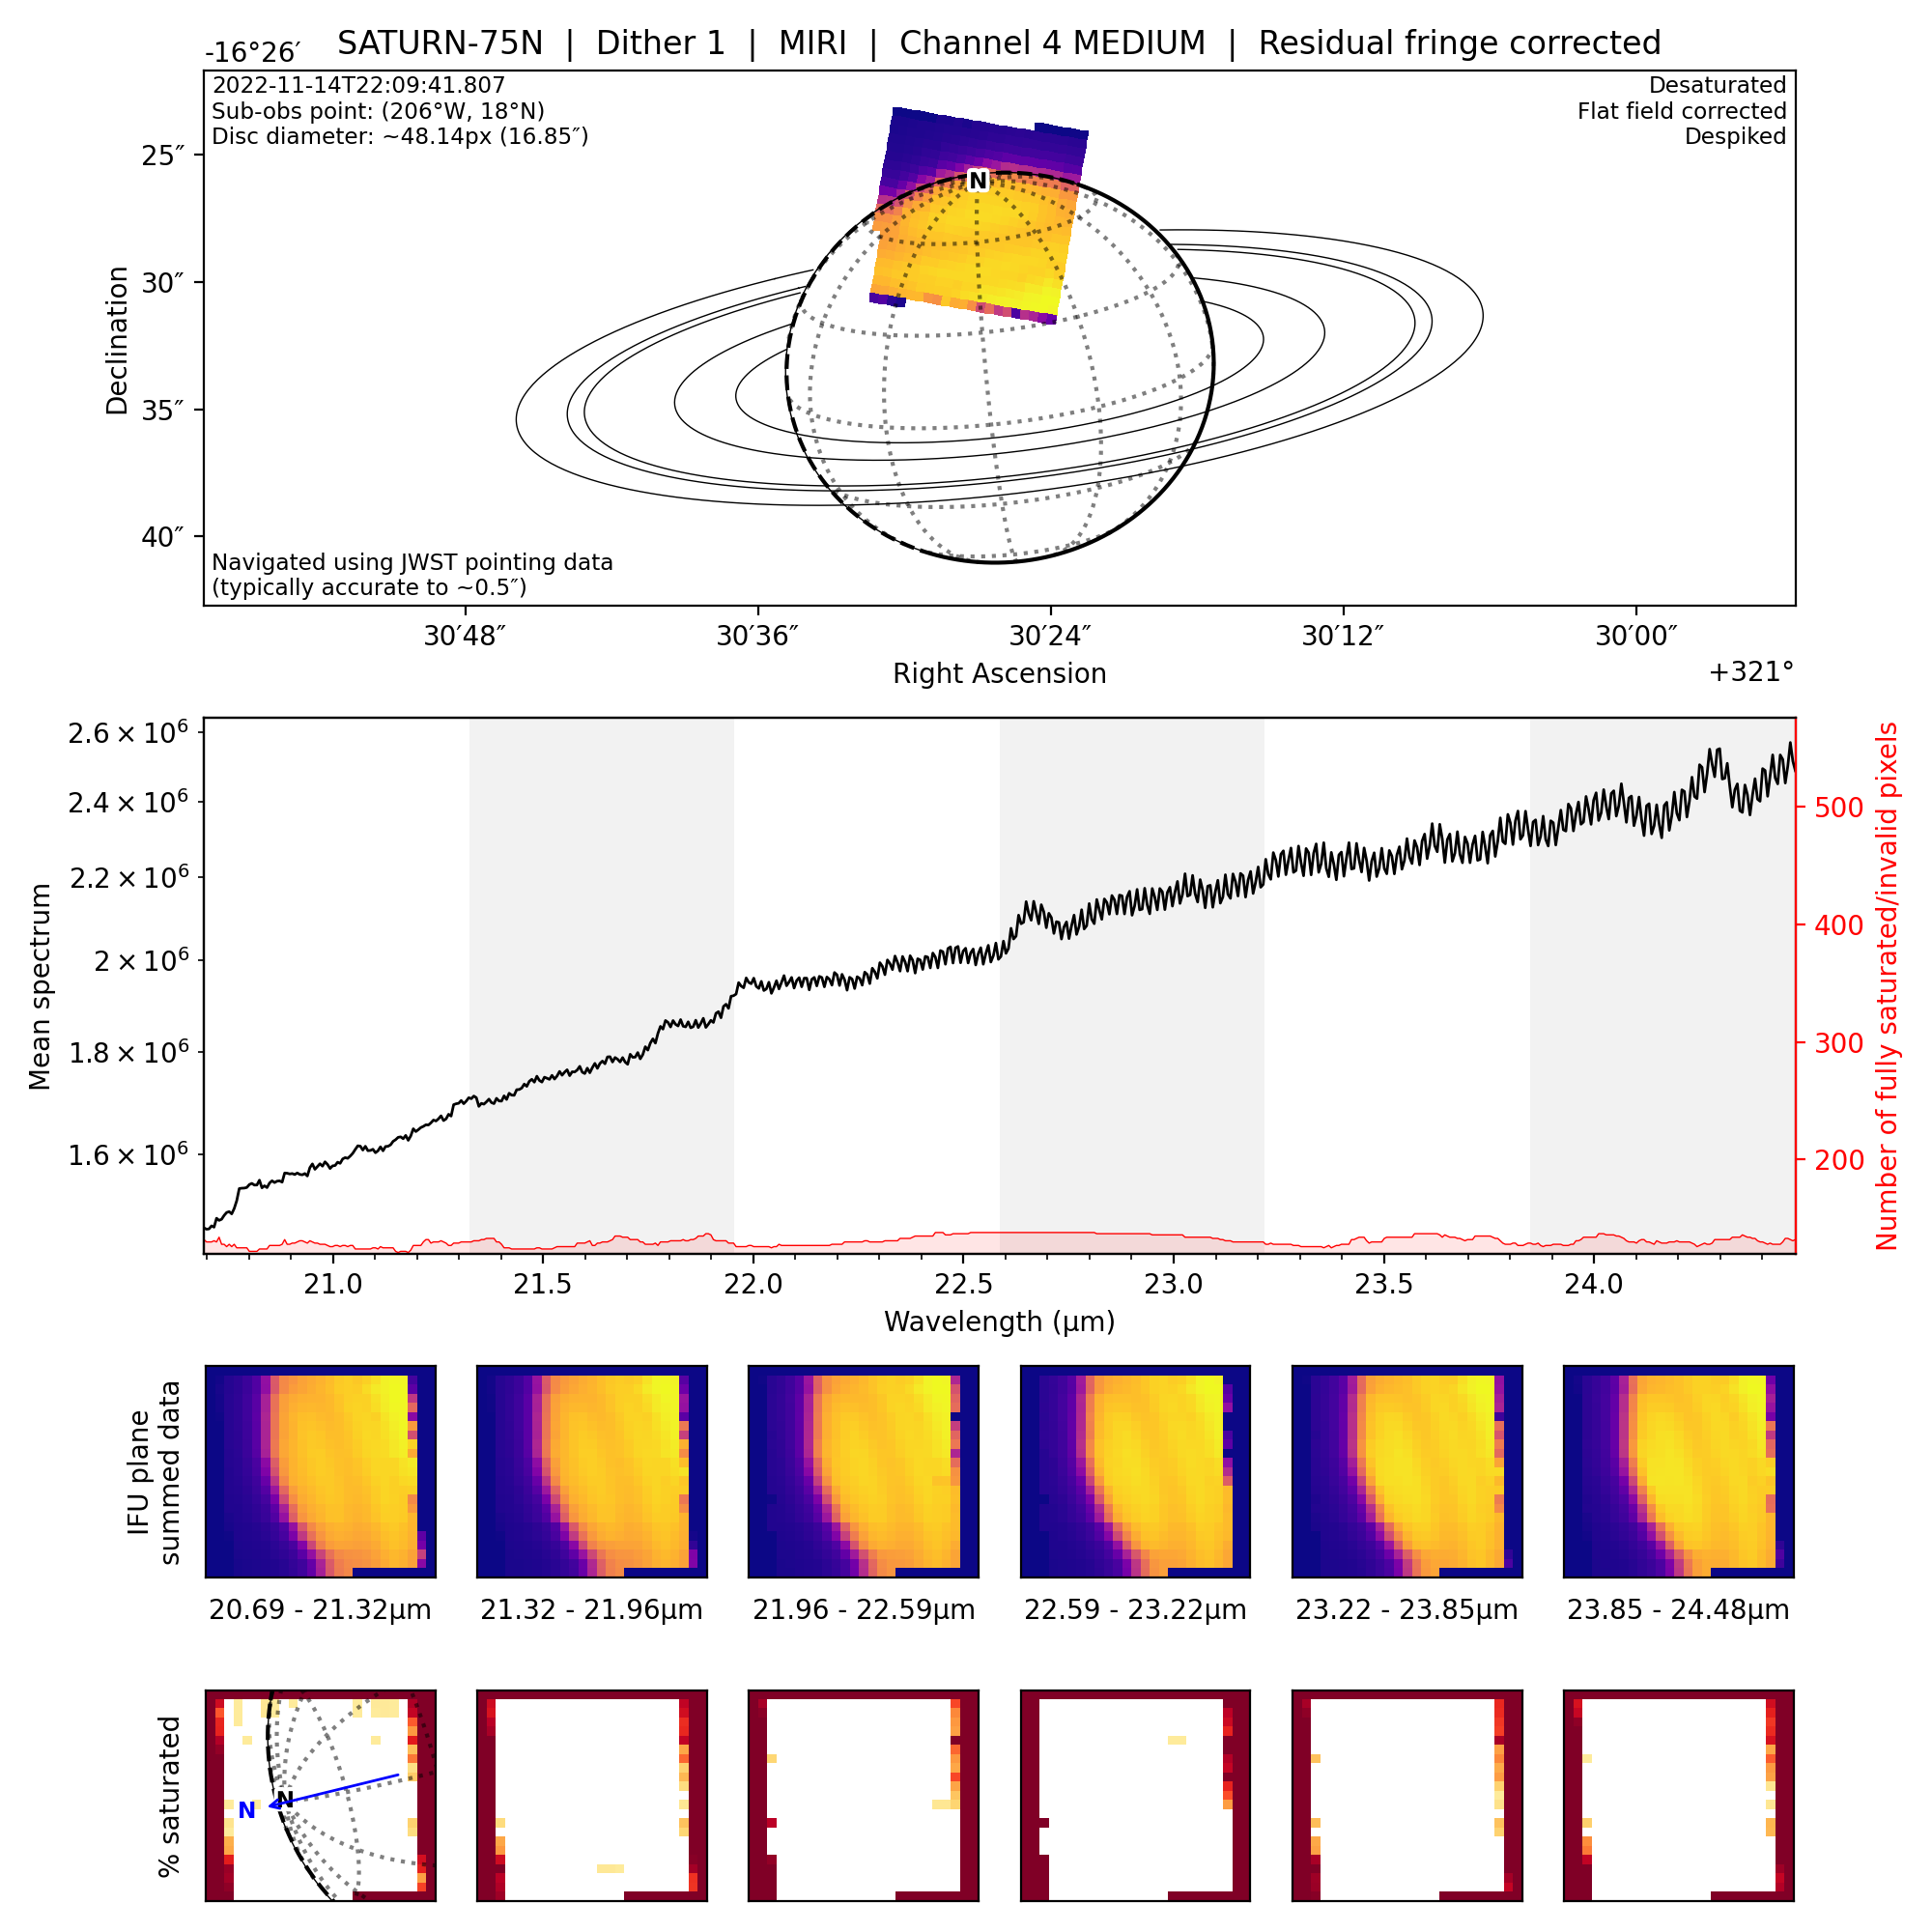 SATURN-75N | Dither 1 | MIRI | Channel 4 MEDIUM | Residual fringe corrected
-16°26′
2022-11-14T22:09:41.807
Sub-obs point: (206°W, 18°N)
Disc diameter: ~48.14px (16.85″)
Desaturated
Flat field corrected
Despiked
N
25″
30″
35″
40″
Declination
Navigated using JWST pointing data
(typically accurate to ~0.5″)
30′48″
30′36″
30′24″
30′12″
30′00″
Right Ascension
+321°
2.6 × 10⁶
2.4 × 10⁶
2.2 × 10⁶
2 × 10⁶
1.8 × 10⁶
1.6 × 10⁶
Mean spectrum
500
400
300
200
Number of fully saturated/invalid pixels
21.0
21.5
22.0
22.5
23.0
23.5
24.0
Wavelength (µm)
IFU plane
summed data
20.69 - 21.32µm
21.32 - 21.96µm
21.96 - 22.59µm
22.59 - 23.22µm
23.22 - 23.85µm
23.85 - 24.48µm
% saturated
N
N